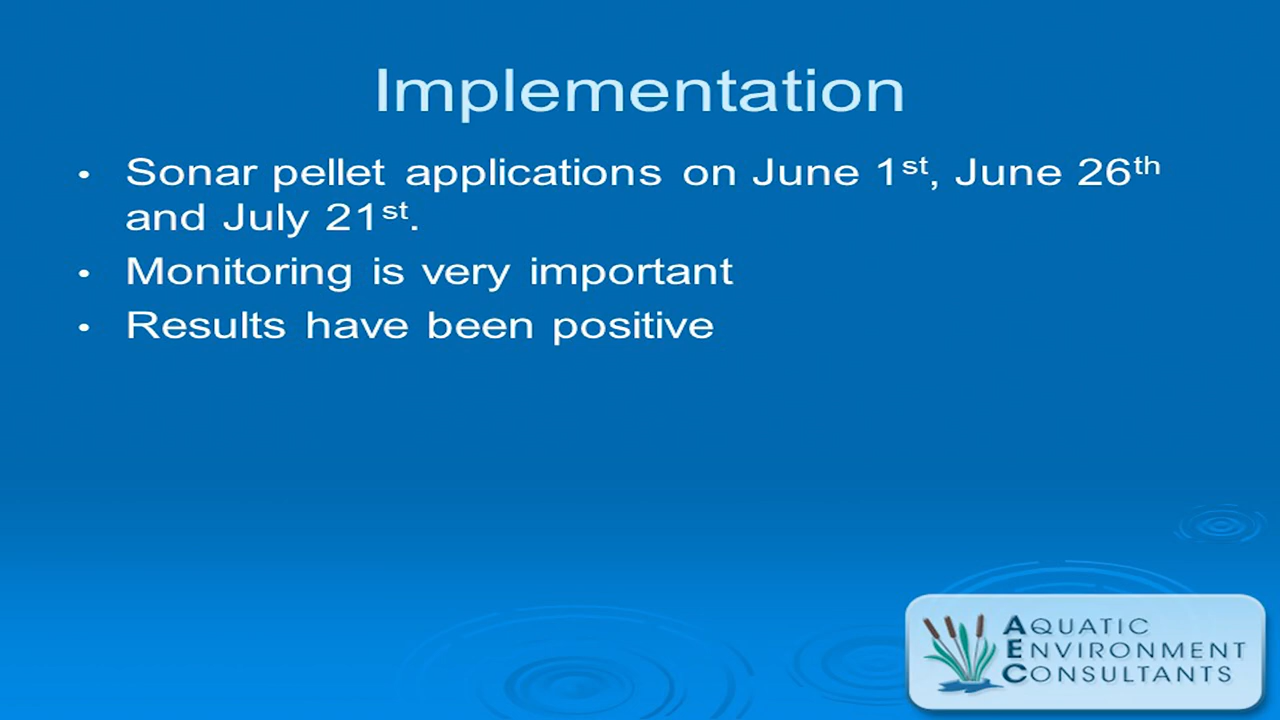 Implementation
• Sonar pellet applications on June 1st, June 26th
and July 21st.
• Monitoring is very important
• Results have been positive
AQUATIC
ENVIRONMENT
CONSULTANTS